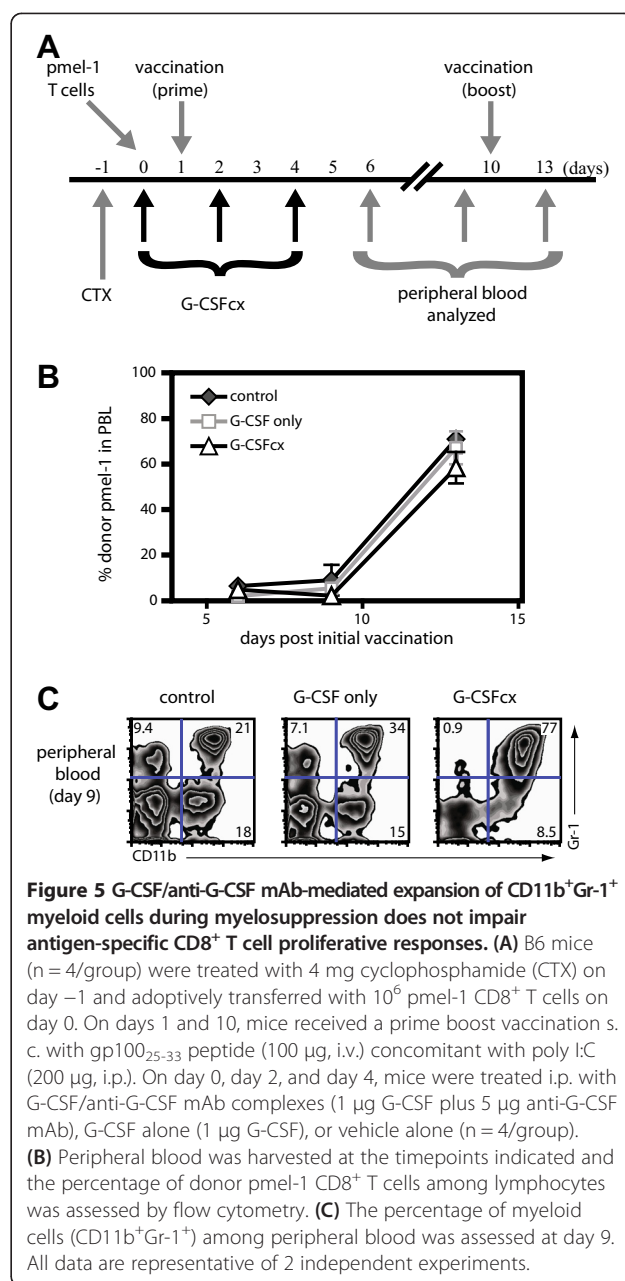 A
pmel-1
T cells
vaccination
(prime)
vaccination
(boost)
-1 0 1 2 3 4 5 6 10 13 (days)
CTX
G-CSFcx
peripheral blood
analyzed
B
% donor pmel-1 in PBL
100
80
60
40
20
0
control
G-CSF only
G-CSFcx
5 10 15
days post initial vaccination
C
control G-CSF only G-CSFcx
peripheral
blood
(day 9)
9.4 21 7.1 34 0.9 77
18 15 8.5
CD11b
Gr-1
Figure 5 G-CSF/anti-G-CSF mAb-mediated expansion of CD11b⁺Gr-1⁺
myeloid cells during myelosuppression does not impair
antigen-specific CD8⁺ T cell proliferative responses. (A) B6 mice
(n = 4/group) were treated with 4 mg cyclophosphamide (CTX) on
day −1 and adoptively transferred with 10⁶ pmel-1 CD8⁺ T cells on
day 0. On days 1 and 10, mice received a prime boost vaccination s.
c. with gp100₂₅₋₃₃ peptide (100 μg, i.v.) concomitant with poly I:C
(200 μg, i.p.). On day 0, day 2, and day 4, mice were treated i.p. with
G-CSF/anti-G-CSF mAb complexes (1 μg G-CSF plus 5 μg anti-G-CSF
mAb), G-CSF alone (1 μg G-CSF), or vehicle alone (n = 4/group).
(B) Peripheral blood was harvested at the timepoints indicated and
the percentage of donor pmel-1 CD8⁺ T cells among lymphocytes
was assessed by flow cytometry. (C) The percentage of myeloid
cells (CD11b⁺Gr-1⁺) among peripheral blood was assessed at day 9.
All data are representative of 2 independent experiments.